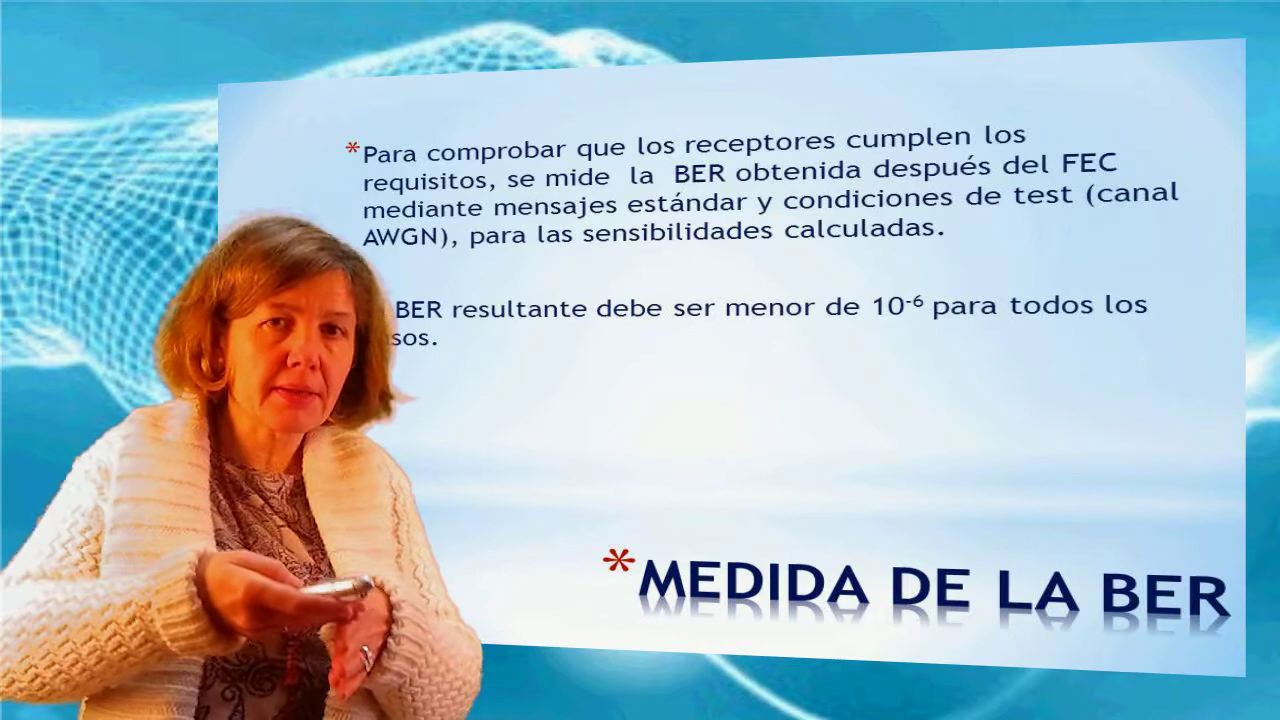 *Para comprobar que los receptores cumplen los
requisitos, se mide la BER obtenida después del FEC
mediante mensajes estándar y condiciones de test (canal
AWGN), para las sensibilidades calculadas.
BER resultante debe ser menor de 10⁻⁶ para todos los
sos.
*MEDIDA DE LA BER